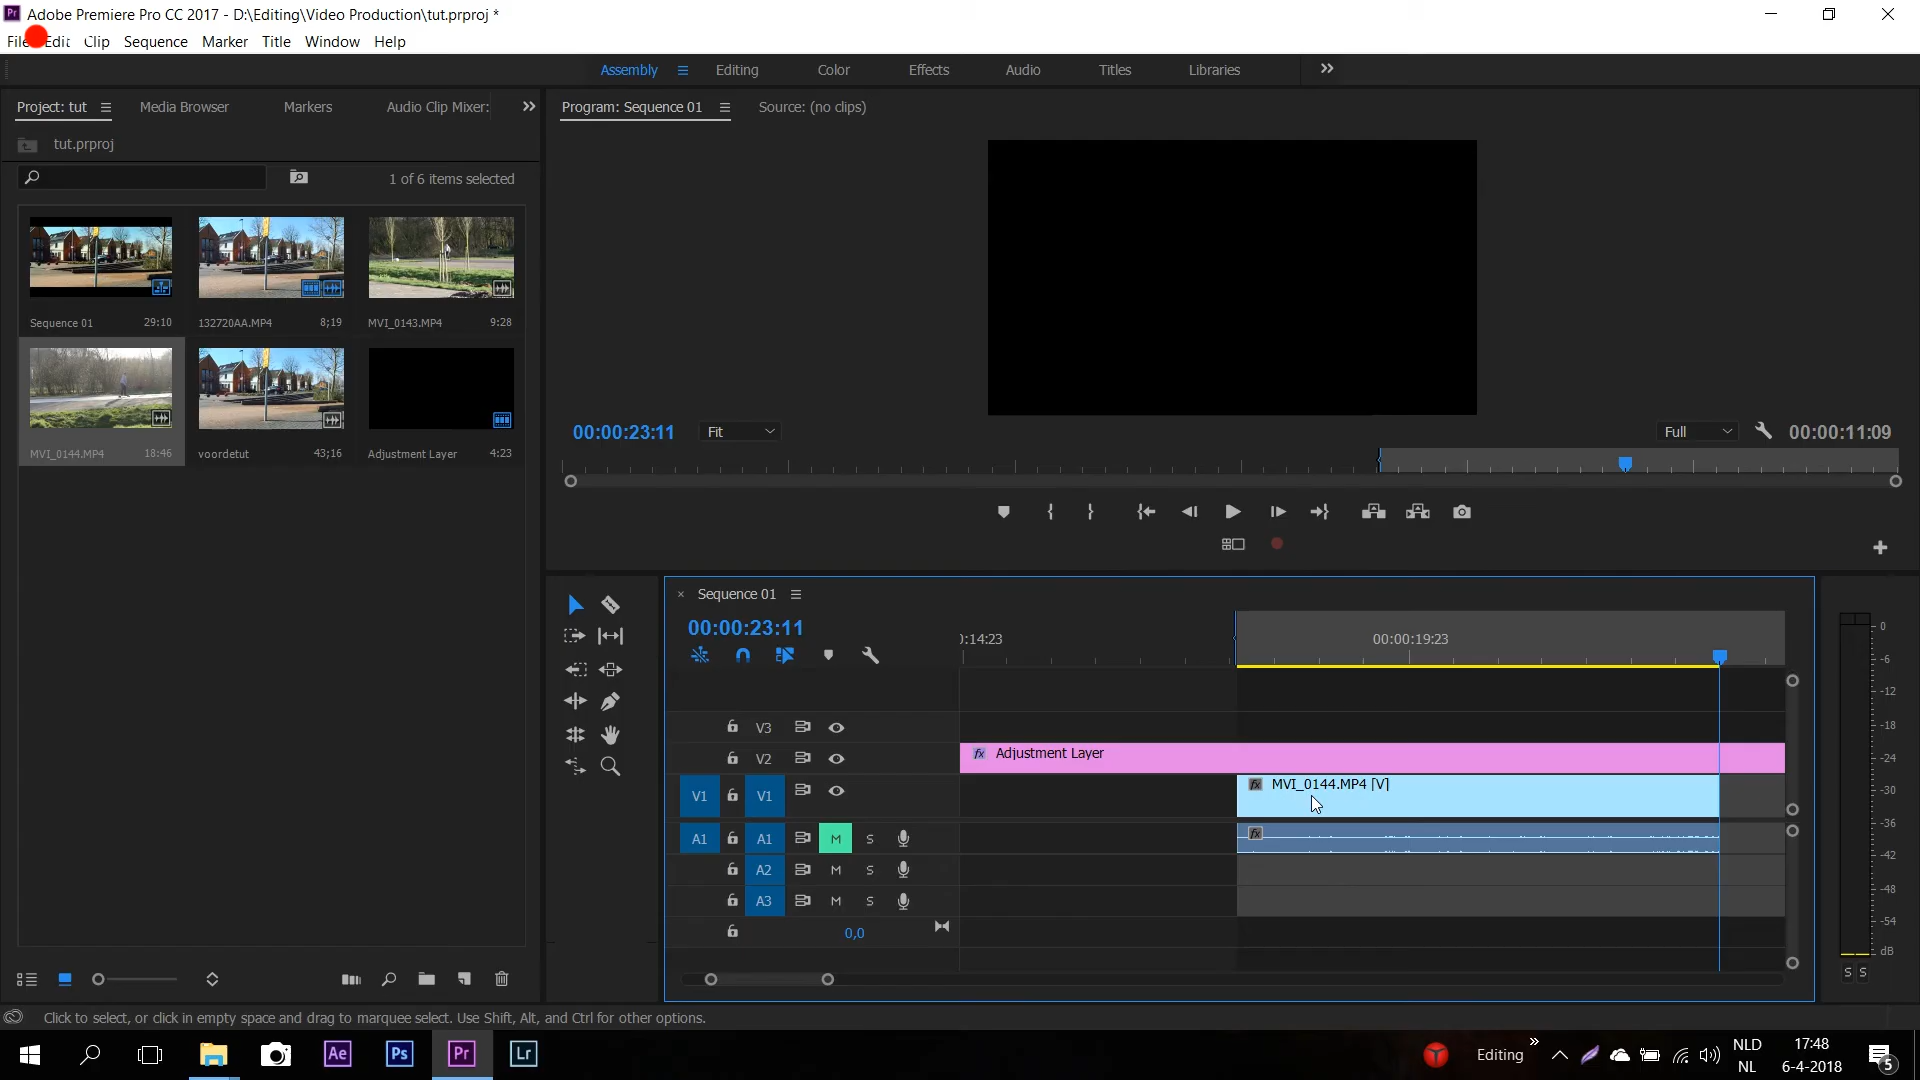 Pr Adobe Premiere Pro CC 2017 - D:\Editing\Video Production\tut.prproj *
File Edit Clip Sequence Marker Title Window Help
Assembly Editing Color Effects Audio Titles Libraries
Project: tut Media Browser Markers Audio Clip Mixer:
Program: Sequence 01 Source: (no clips)
tut.prproj
1 of 6 items selected
Sequence 01 29:10 132720AA.MP4 8;19 MVI_0143.MP4 9:28
MVI_0144.MP4 18:46 voordetut 43;16 Adjustment Layer 4:23
00:00:23:11 Fit Full 00:00:11:09
Sequence 01
00:00:23:11
):14:23 00:00:19:23
V3
V2 fx Adjustment Layer
V1 V1 fx MVI_0144.MP4 [V]
A1 A1 M S fx
A2 M S
A3 M S
0,0
0
-6
-12
-18
-24
-30
-36
-42
-48
-54
dB
S S
Click to select, or click in empty space and drag to marquee select. Use Shift, Alt, and Ctrl for other options.
Ae Ps Pr Lr
Editing
NLD
NL
17:48
6-4-2018
5